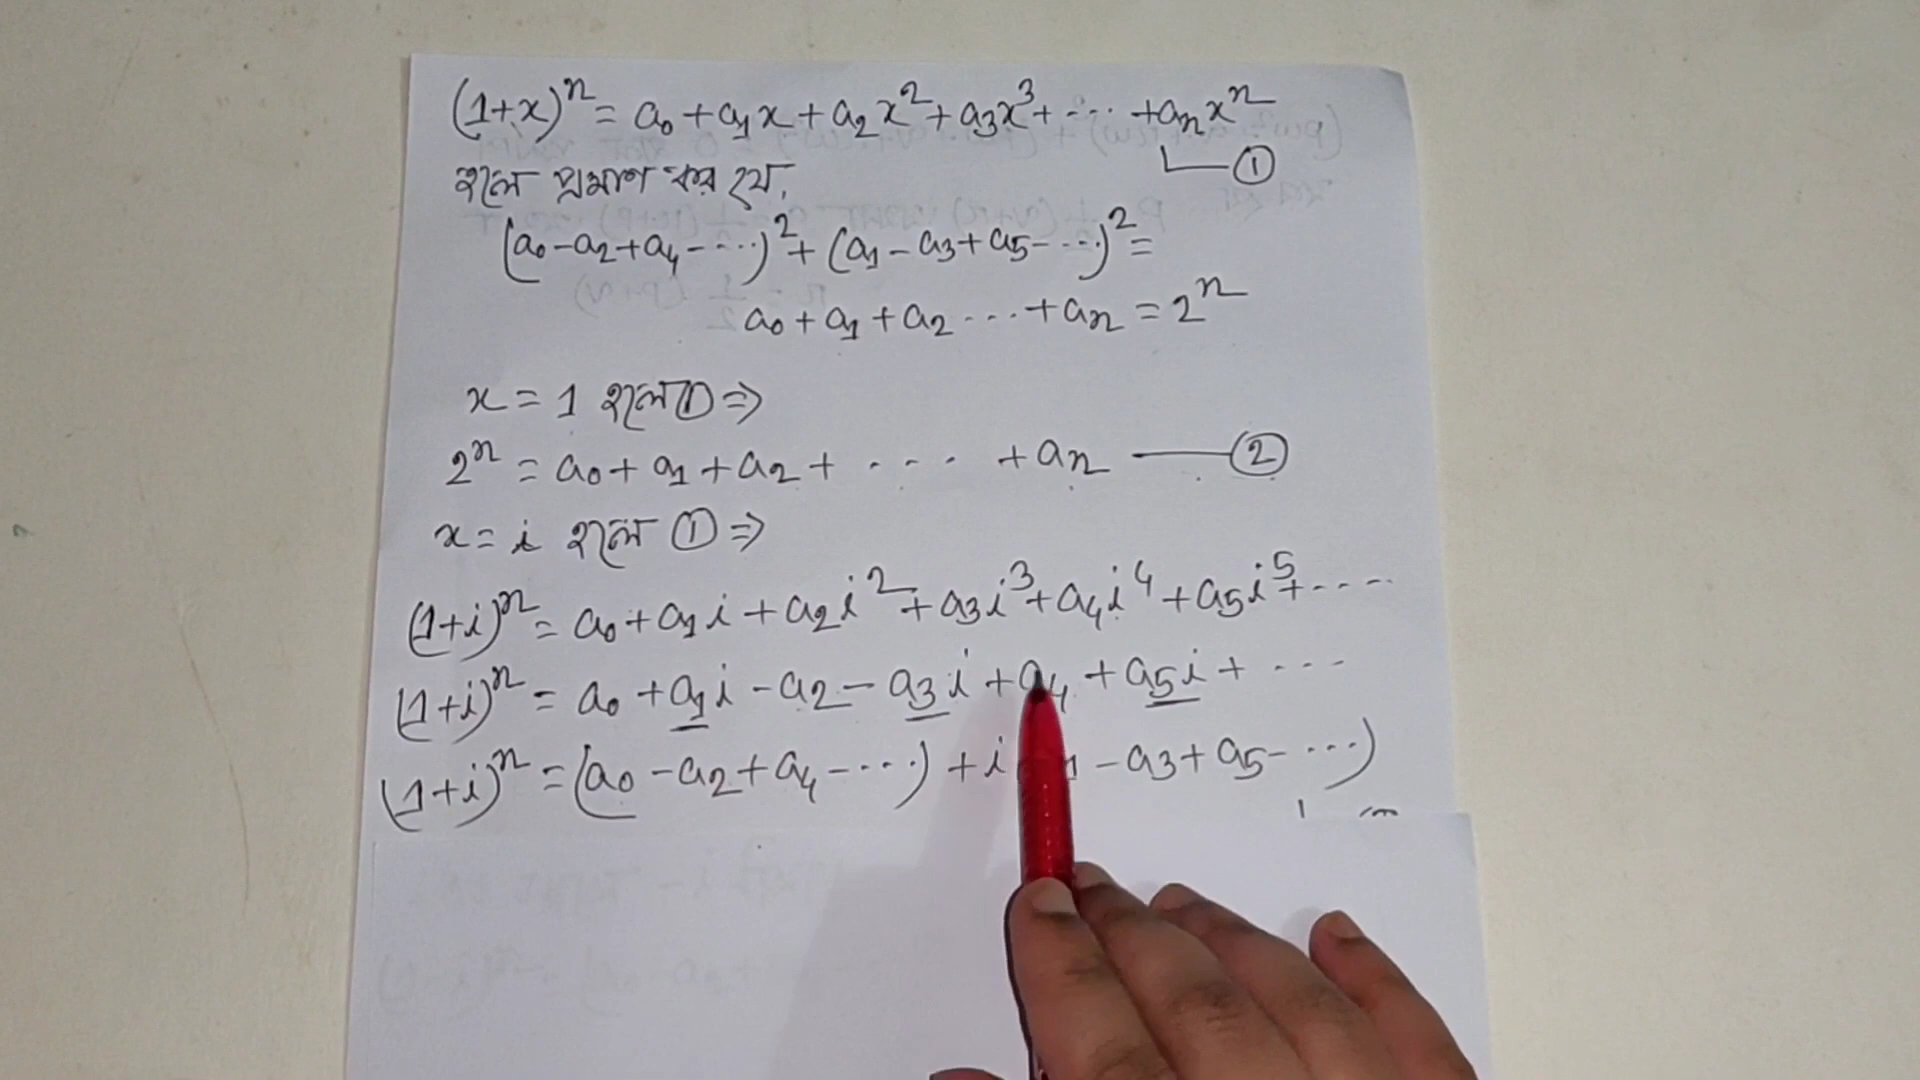 (1+x)ⁿ = a₀ + a₁x + a₂x² + a₃x³ + ··· + aₙxⁿ
①
হলে প্রমাণ কর যে,
(a₀ - a₂ + a₄ - ····)² + (a₁ - a₃ + a₅ - ···)² =
a₀ + a₁ + a₂ ... + aₙ = 2ⁿ
x = 1 হলে ① ⇒
2ⁿ = a₀ + a₁ + a₂ + ···· + aₙ —— ②
x = i হলে ① ⇒
(1+i)ⁿ = a₀ + a₁i + a₂i² + a₃i³ + a₄i⁴ + a₅i⁵ + ····
(1+i)ⁿ = a₀ + a₁i - a₂ - a₃i + a₄ + a₅i + ···
(1+i)ⁿ = (a₀ - a₂ + a₄ - ····) + i - a₃ + a₅ - ····)